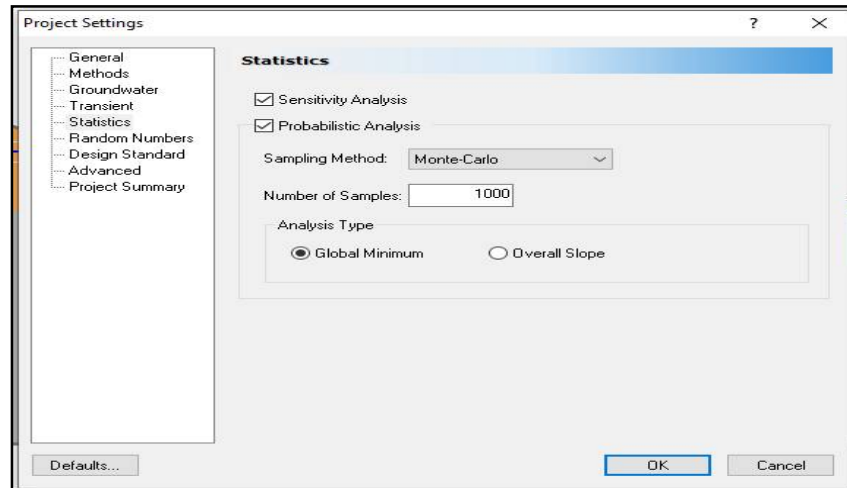 Project Settings
? ×
General
Methods
Groundwater
Transient
Statistics
Random Numbers
Design Standard
Advanced
Project Summary
Statistics
Sensitivity Analysis
Probabilistic Analysis
Sampling Method: Monte-Carlo
Number of Samples: 1000
Analysis Type
Global Minimum Overall Slope
Defaults... OK Cancel